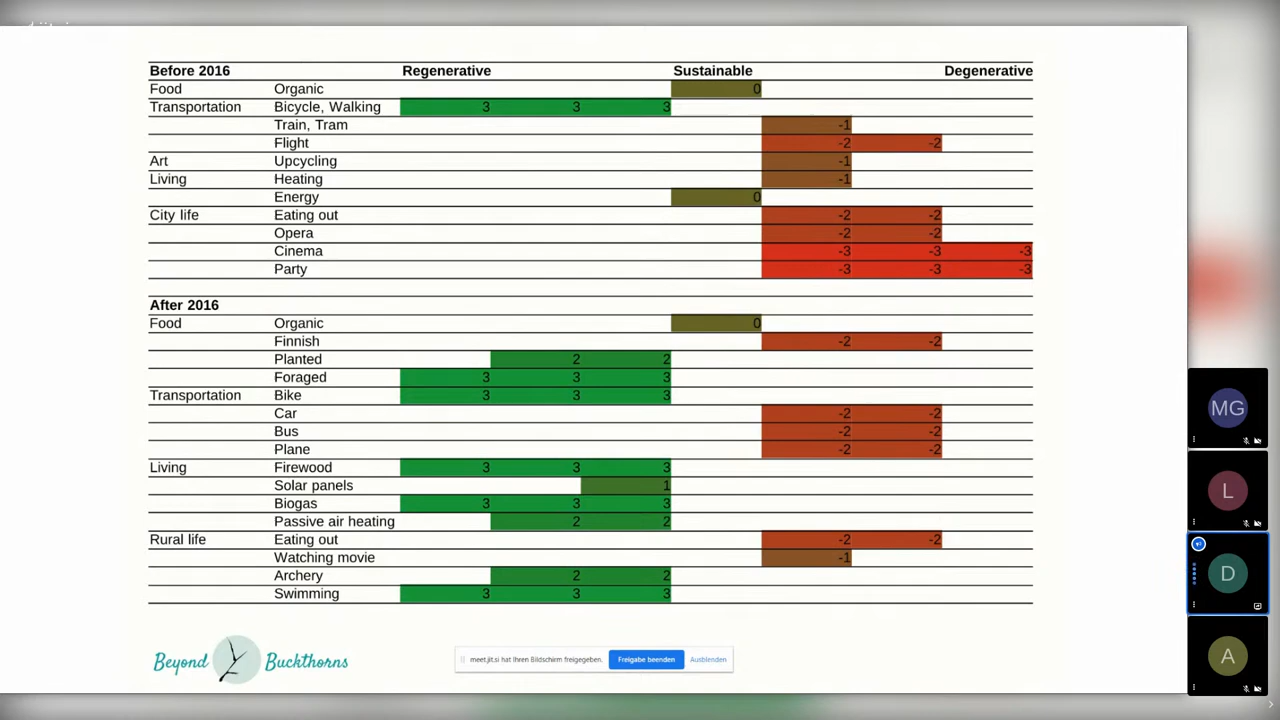 Before 2016 Regenerative Sustainable Degenerative
Food Organic 0
Transportation Bicycle, Walking 3 3 3
Train, Tram -1
Flight -2 -2
Art Upcycling -1
Living Heating -1
Energy 0
City life Eating out -2 -2
Opera -2 -2
Cinema -3 -3 -3
Party -3 -3 -3
After 2016
Food Organic 0
Finnish -2 -2
Planted 2 2
Foraged 3 3 3
Transportation Bike 3 3 3
Car -2 -2
Bus -2 -2
Plane -2 -2
Living Firewood 3 3 3
Solar panels 1
Biogas 3 3 3
Passive air heating 2 2
Rural life Eating out -2 -2
Watching movie -1
Archery 2 2
Swimming 3 3 3
Beyond Buckthorns
meet.jit.si hat Ihren Bildschirm freigegeben. Freigabe beenden Ausblenden
MG
L
D
A